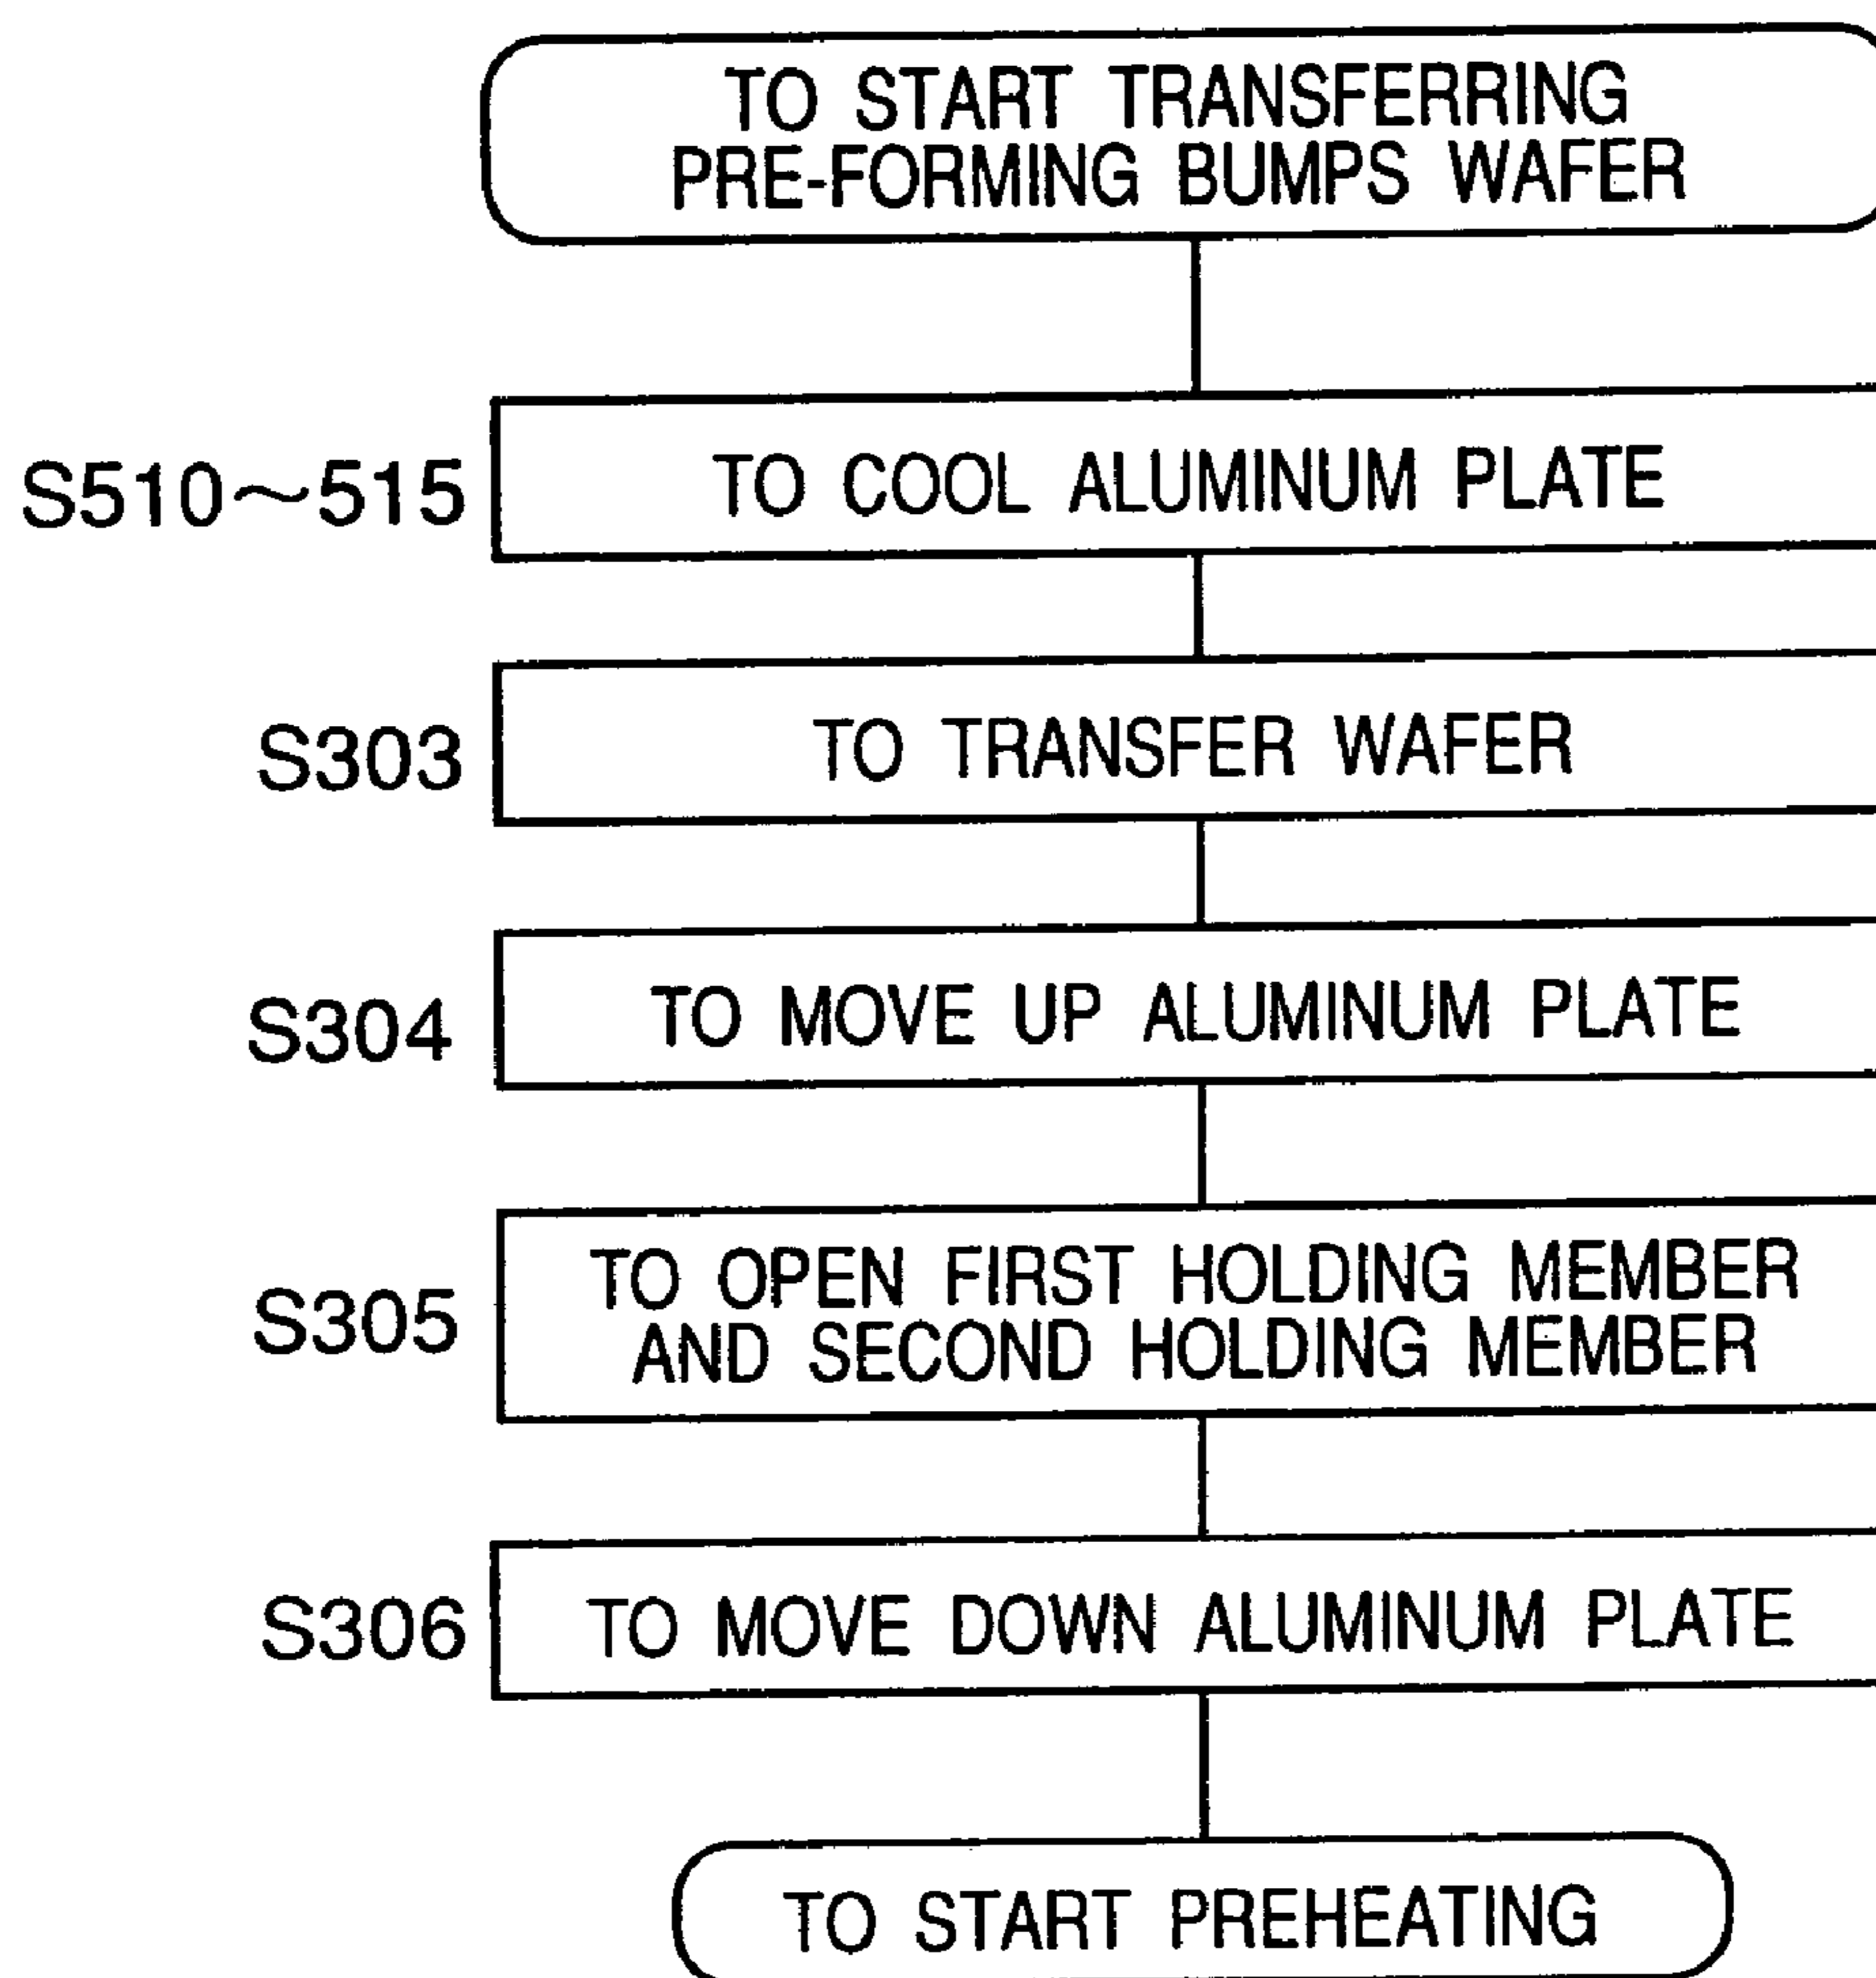 TO START TRANSFERRING
PRE-FORMING BUMPS WAFER
S510～515
TO COOL ALUMINUM PLATE
S303
TO TRANSFER WAFER
S304
TO MOVE UP ALUMINUM PLATE
S305
TO OPEN FIRST HOLDING MEMBER
AND SECOND HOLDING MEMBER
S306
TO MOVE DOWN ALUMINUM PLATE
TO START PREHEATING